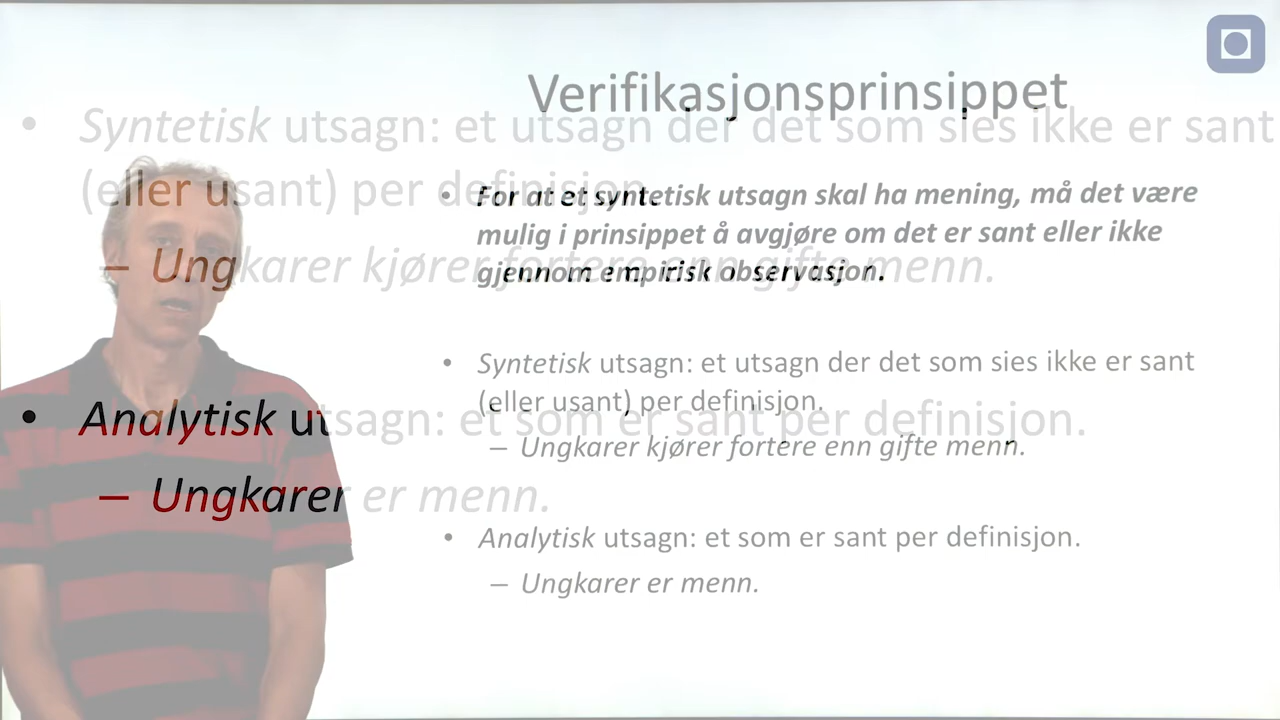 Verifikasjonsprinsippet
• For at et syntetisk utsagn skal ha mening, må det være
mulig i prinsippet å avgjøre om det er sant eller ikke
gjennom empirisk observasjon.
• Syntetisk utsagn: et utsagn der det som sies ikke er sant
(eller usant) per definisjon.
– Ungkarer kjører fortere enn gifte menn.
• Analytisk utsagn: et som er sant per definisjon.
– Ungkarer er menn.
• Syntetisk utsagn: et utsagn der det som sies ikke er sant
(eller usant) per definisjon.
– Ungkarer kjører fortere enn gifte menn.
• Analytisk utsagn: et som er sant per definisjon.
– Ungkarer er menn.